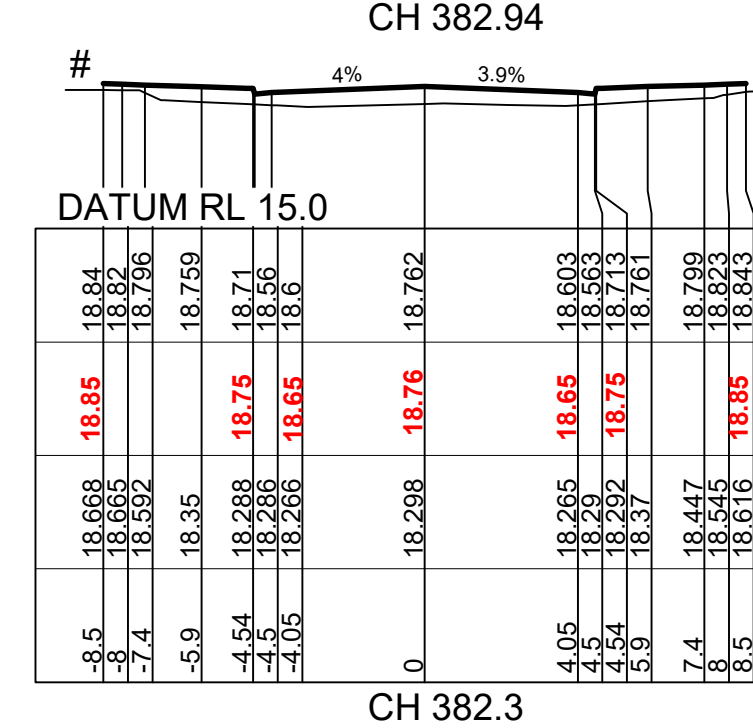 CH 382.94
#
4% 3.9%
DATUM RL 15.0
18.84 18.82 18.796 18.759 18.71 18.56 18.6 18.762 18.603 18.563 18.713 18.761 18.799 18.823 18.843
18.85 18.75 18.65 18.76 18.65 18.75 18.85
18.668 18.665 18.592 18.35 18.288 18.286 18.266 18.298 18.265 18.29 18.292 18.37 18.447 18.545 18.616
-8.5 -8 -7.4 -5.9 -4.54 -4.5 -4.05 0 4.05 4.5 4.54 5.9 7.4 8 8.5
CH 382.3